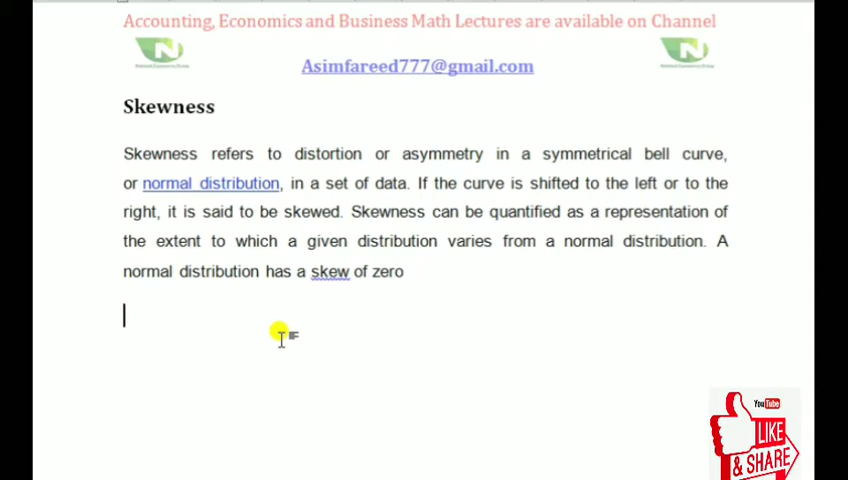 Accounting, Economics and Business Math Lectures are available on Channel
N
N
Asimfareed777@gmail.com
Skewness
Skewness refers to distortion or asymmetry in a symmetrical bell curve,
or normal distribution, in a set of data. If the curve is shifted to the left or to the
right, it is said to be skewed. Skewness can be quantified as a representation of
the extent to which a given distribution varies from a normal distribution. A
normal distribution has a skew of zero
YouTube
LIKE
& SHARE